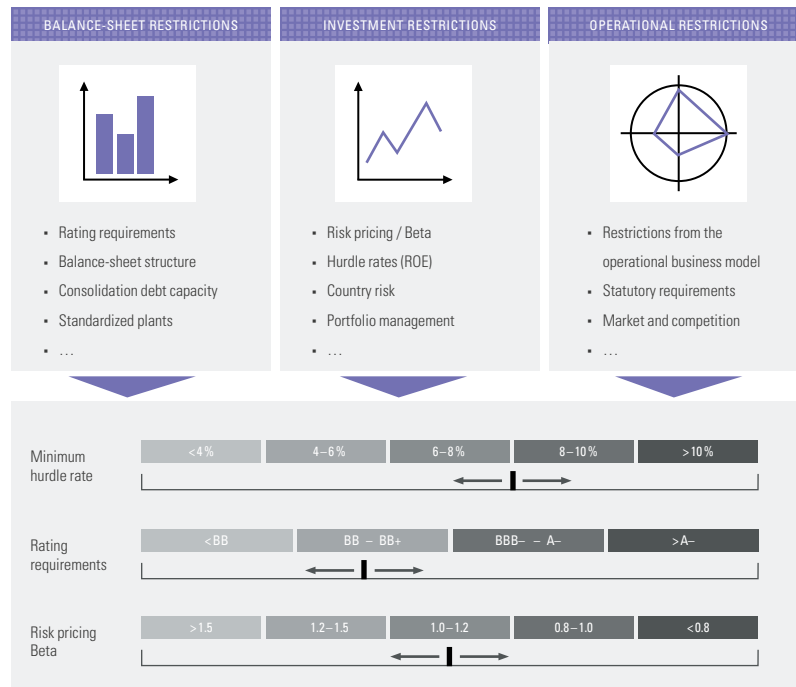 BALANCE-SHEET RESTRICTIONS
▪ Rating requirements
▪ Balance-sheet structure
▪ Consolidation debt capacity
▪ Standardized plants
▪ …
INVESTMENT RESTRICTIONS
▪ Risk pricing / Beta
▪ Hurdle rates (ROE)
▪ Country risk
▪ Portfolio management
▪ …
OPERATIONAL RESTRICTIONS
▪ Restrictions from the
operational business model
▪ Statutory requirements
▪ Market and competition
▪ …
Minimum
hurdle rate
<4 % 4–6 % 6–8 % 8–10 % >10 %
Rating
requirements
<BB BB – BB+ BBB– – A– >A–
Risk pricing
Beta
>1.5 1.2–1.5 1.0–1.2 0.8–1.0 <0.8